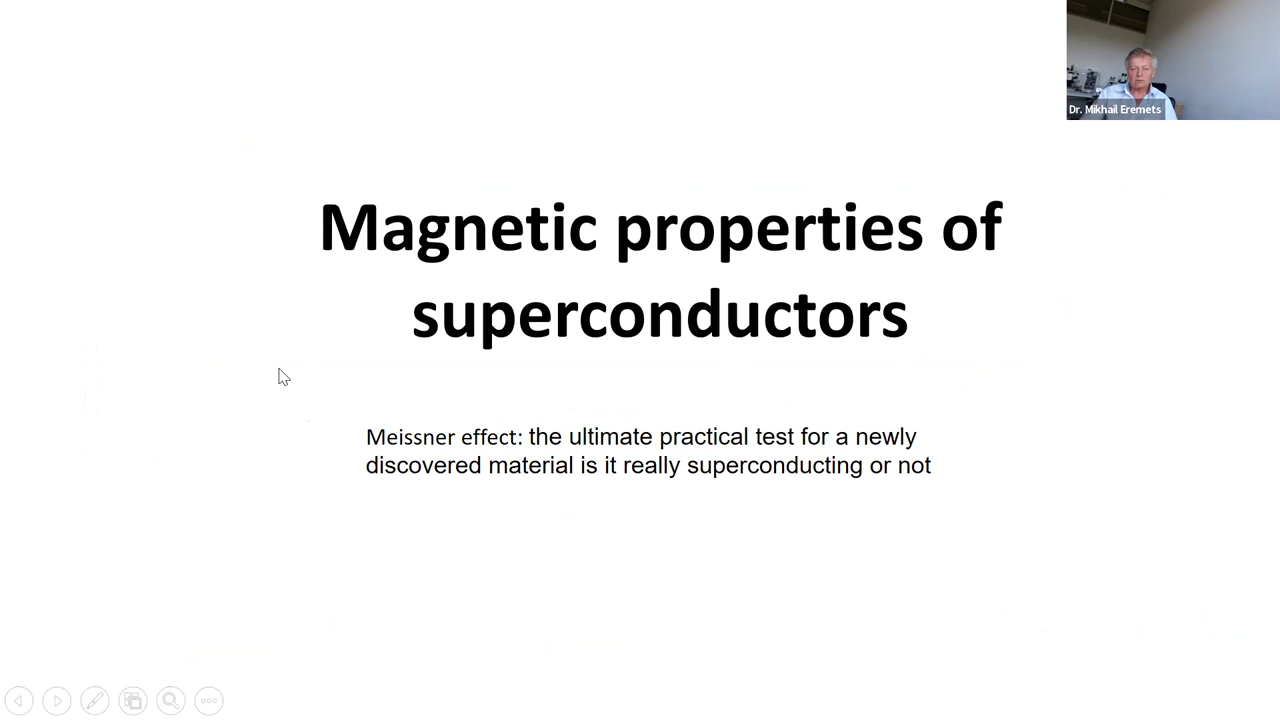 Dr. Mikhail Eremets
Magnetic properties of
superconductors
Meissner effect: the ultimate practical test for a newly
discovered material is it really superconducting or not